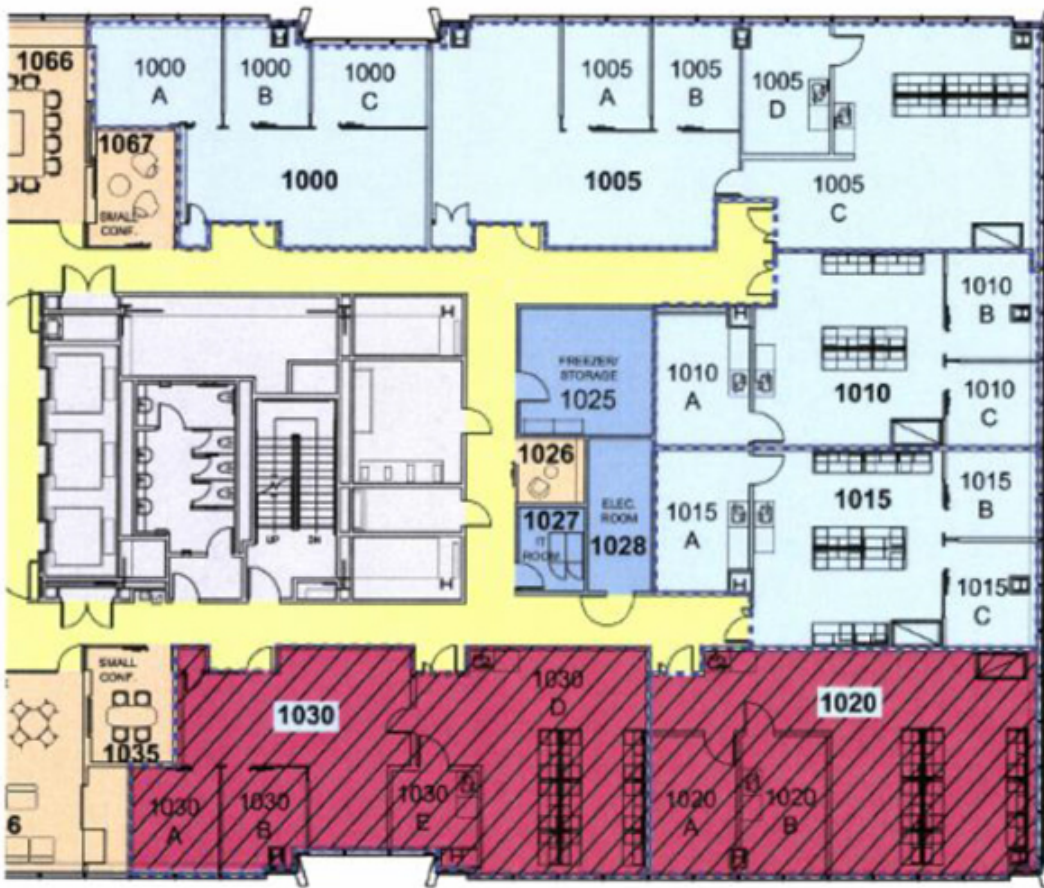 1066
1000
A
1000
B
1000
C
1005
A
1005
B
1005
D
1067
SMALL
CONF.
1000
1005
1005
C
1010
B
FREEZER/
STORAGE
1025
1010
A
1010
1010
C
1026
1015
1015
B
1027
IT
ROOM
ELEC.
ROOM
1028
1015
A
UP
DN
1015
C
SMALL
CONF.
1035
1030
1030
D
1020
1030
A
1030
B
1030
E
1020
A
1020
B
6